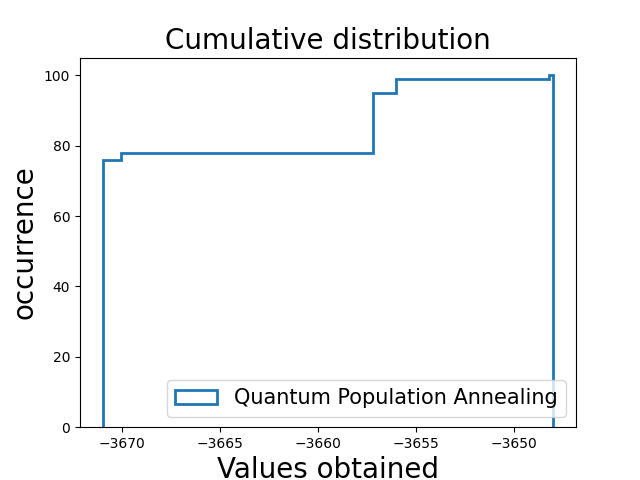 Cumulative distribution
occurrence
100
80
60
40
20
0
Quantum Population Annealing
−3670
−3665
−3660
−3655
−3650
Values obtained